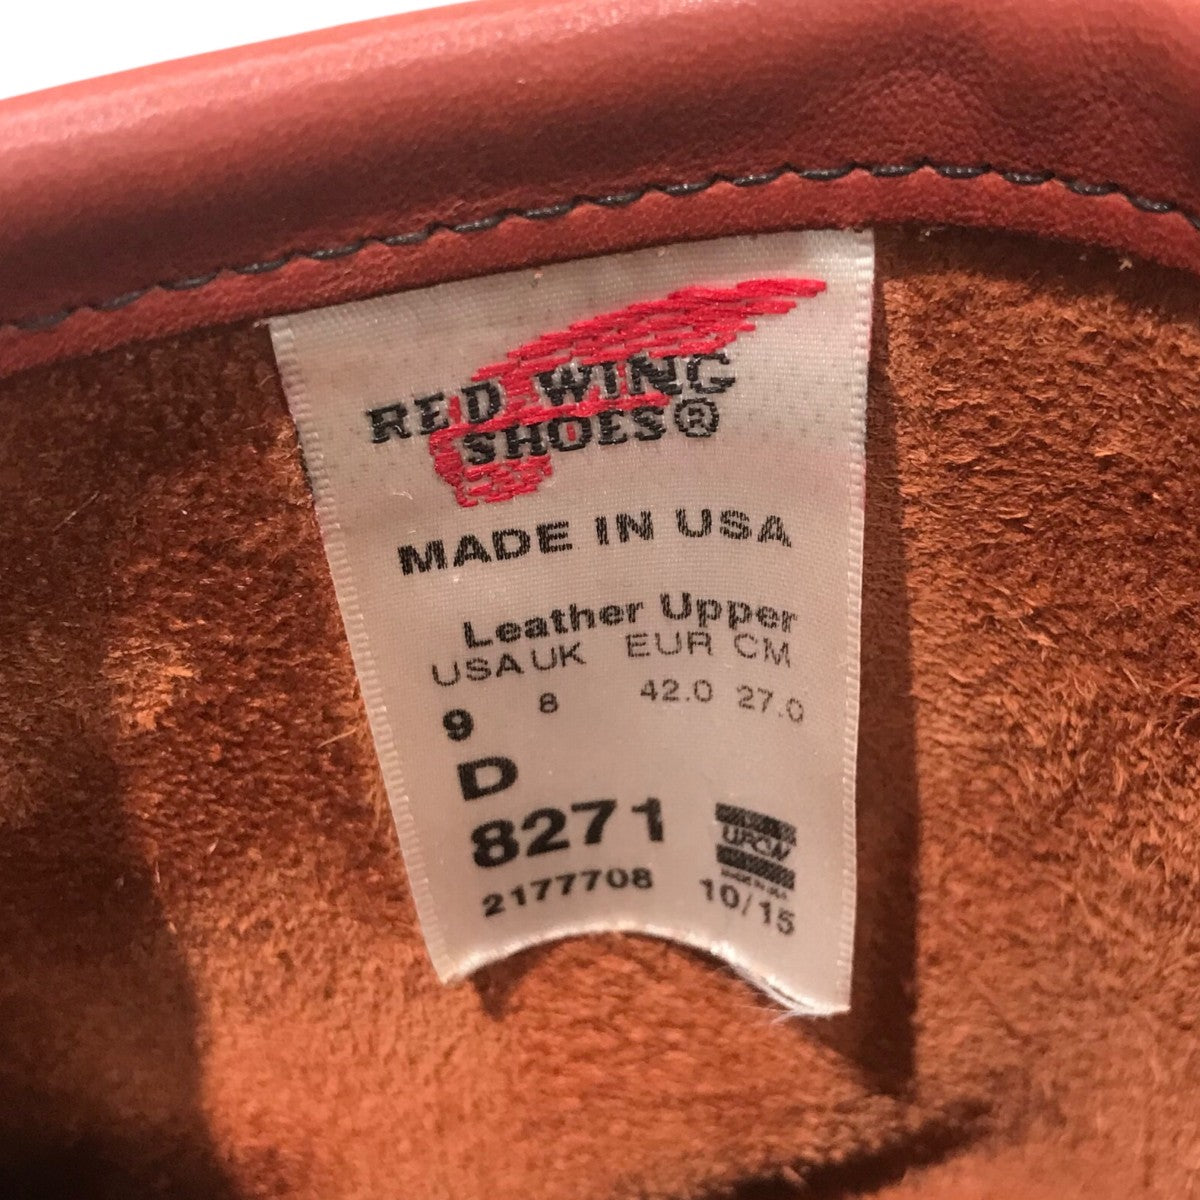 RED WING
SHOES®
MADE IN USA
Leather Upper
USA UK EUR CM
9 8 42.0 27.0
D
8271
UFCW
2177708 10/15